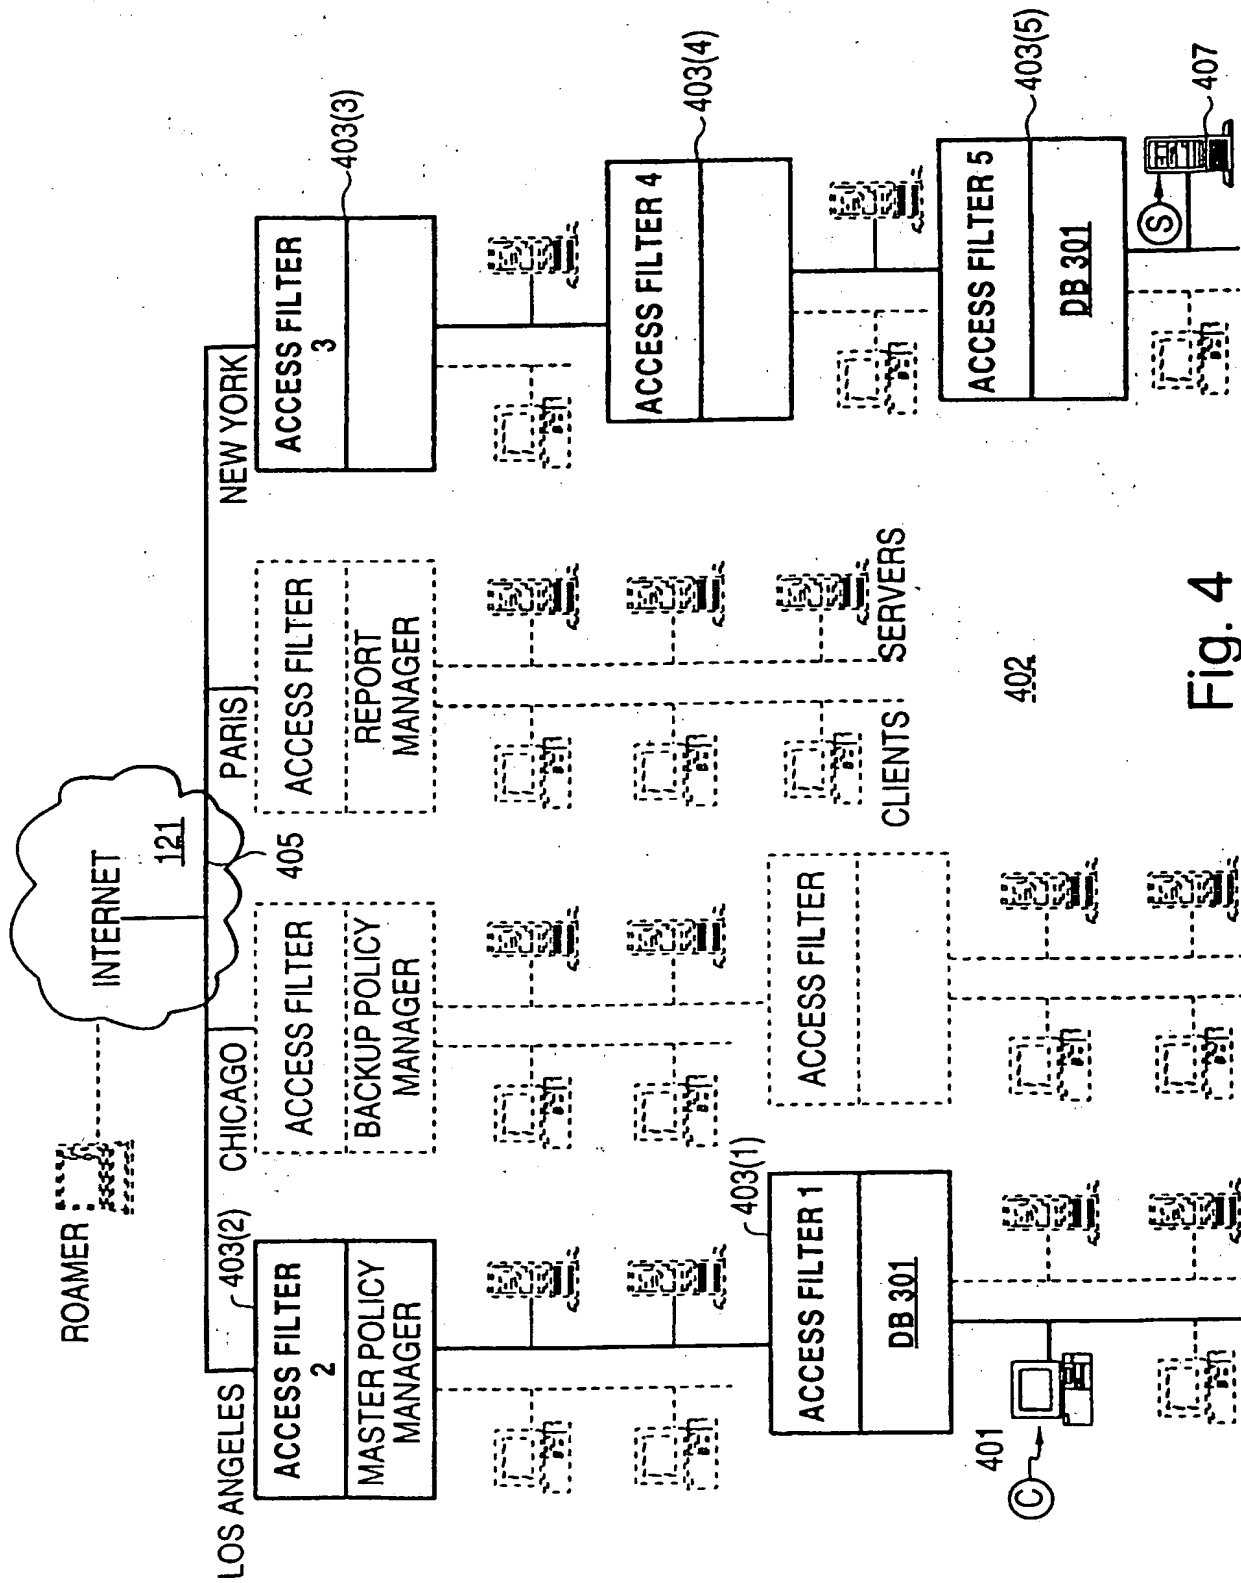 ROAMER
INTERNET
121
405
LOS ANGELES
403(2)
CHICAGO
PARIS
NEW YORK
ACCESS FILTER
2
MASTER POLICY
MANAGER
ACCESS FILTER
BACKUP POLICY
MANAGER
ACCESS FILTER
REPORT
MANAGER
ACCESS FILTER
3
403(3)
403(1)
ACCESS FILTER 1
DB 301
ACCESS FILTER
CLIENTS
SERVERS
ACCESS FILTER 4
403(4)
ACCESS FILTER 5
DB 301
403(5)
401
C
402
S
407
Fig. 4